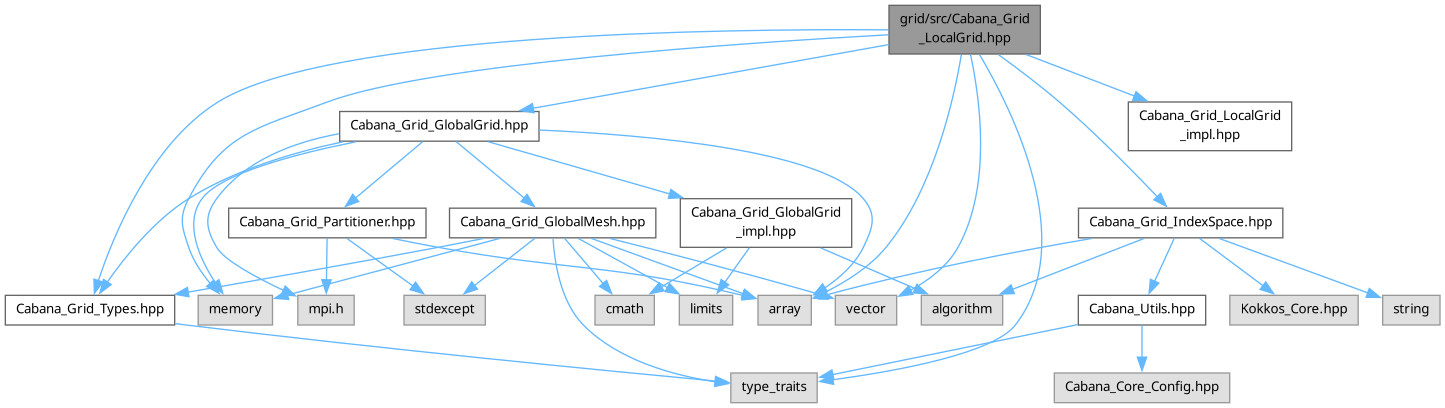 grid/src/Cabana_Grid
_LocalGrid.hpp
Cabana_Grid_GlobalGrid.hpp
Cabana_Grid_LocalGrid
_impl.hpp
Cabana_Grid_Partitioner.hpp
Cabana_Grid_GlobalMesh.hpp
Cabana_Grid_GlobalGrid
_impl.hpp
Cabana_Grid_IndexSpace.hpp
Cabana_Grid_Types.hpp
memory
mpi.h
stdexcept
cmath
limits
array
vector
algorithm
Cabana_Utils.hpp
Kokkos_Core.hpp
string
type_traits
Cabana_Core_Config.hpp